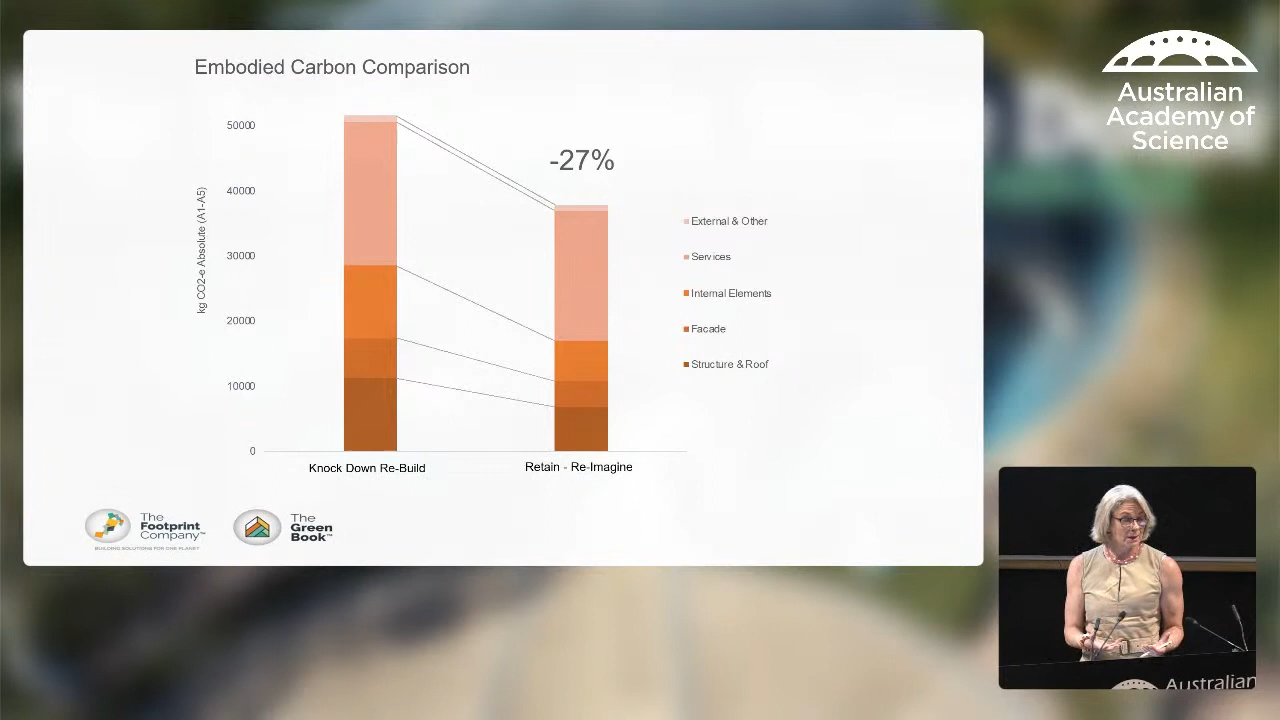 Embodied Carbon Comparison
kg CO2-e Absolute (A1-A5)
50000
40000
30000
20000
10000
0
-27%
Knock Down Re-Build
Retain - Re-Imagine
External & Other
Services
Internal Elements
Facade
Structure & Roof
The
Footprint
Company™
BUILDING SOLUTIONS FOR ONE PLANET
The
Green
Book™
Australian
Academy of
Science
Australian